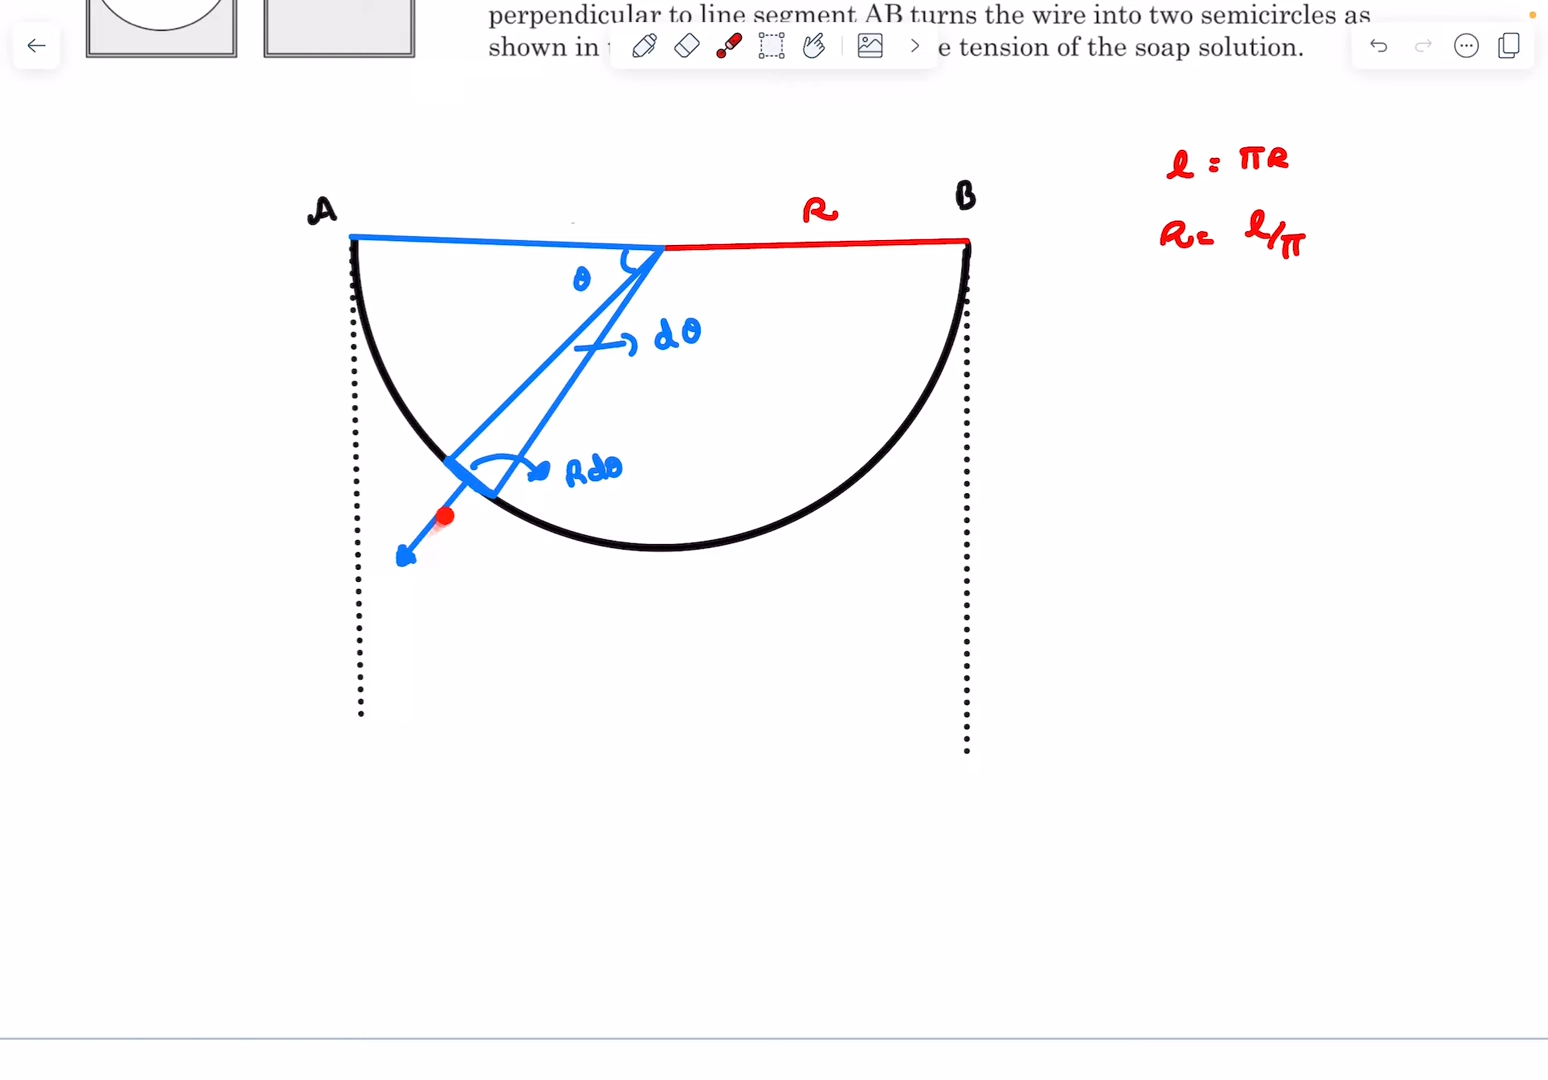 perpendicular to line segment AB turns the wire into two semicircles as
shown in
e tension of the soap solution.
l = πR
R = l/π
A
B
R
θ
dθ
Rdθ